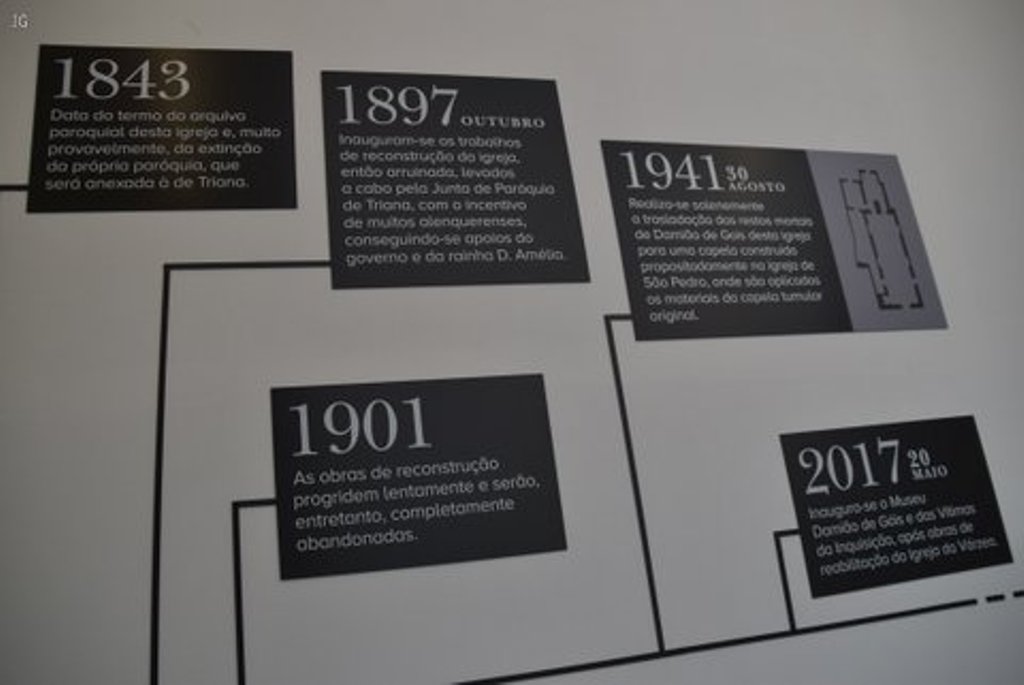 .IG
1843
Data do termo do arquivo
paroquial desta igreja e, muito
provavelmente, da extinção
da própria paróquia, que
será anexada à de Triana.
1897 OUTUBRO
Inauguram-se os trabalhos
de reconstrução da igreja,
então arruinada, levados
a cabo pela Junta de Paróquia
de Triana, com o incentivo
de muitos alenquerenses,
conseguindo-se apoios do
governo e da rainha D. Amélia.
1941 30 AGOSTO
Realiza-se solenemente
a trasladação dos restos mortais
de Damião de Gois desta igreja
para uma capela construída
propositadamente na igreja de
São Pedro, onde são aplicados
os materiais da capela tumular
original.
1901
As obras de reconstrução
progridem lentamente e serão,
entretanto, completamente
abandonadas.
2017 20 MAIO
Inaugura-se o Museu
Damião de Góis e das Vítimas
da Inquisição, após obras de
reabilitação da Igreja da Várzea.